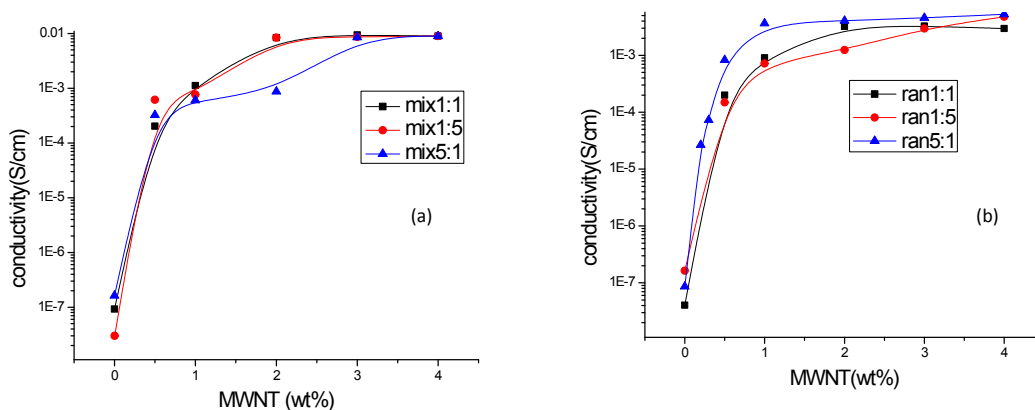 0.01
1E-3
1E-4
1E-5
1E-6
1E-7
conductivity(S/cm)
mix1:1
mix1:5
mix5:1
(a)
0 1 2 3 4
MWNT (wt%)
1E-3
1E-4
1E-5
1E-6
1E-7
conductivity(S/cm)
ran1:1
ran1:5
ran5:1
(b)
0 1 2 3 4
MWNT(wt%)